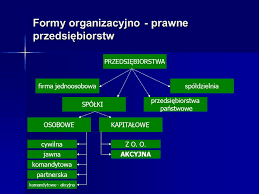 Formy organizacyjno - prawne
przedsiębiorstw
PRZEDSIĘBIORSTWA
firma jednoosobowa
spółdzielnia
SPÓŁKI
przedsiębiorstwa
państwowe
OSOBOWE
KAPITAŁOWE
cywilna
Z O. O.
jawna
AKCYJNA
komandytowa
partnerska
komandytowo - akcyjna